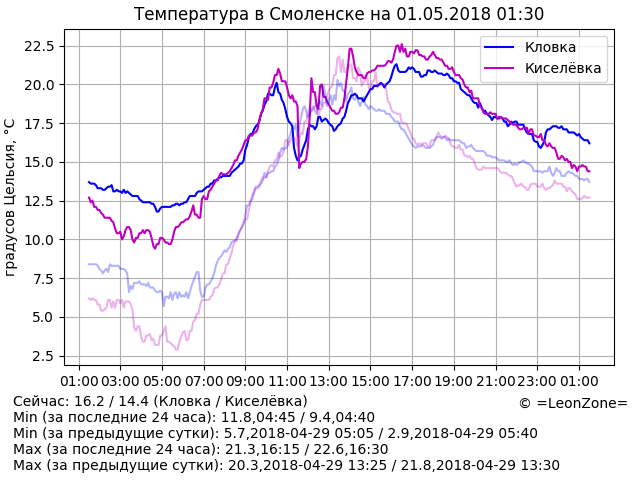 Температура в Смоленске на 01.05.2018 01:30
Кловка
Киселёвка
градусов Цельсия, °C
22.5
20.0
17.5
15.0
12.5
10.0
7.5
5.0
2.5
01:00 03:00 05:00 07:00 09:00 11:00 13:00 15:00 17:00 19:00 21:00 23:00 01:00
Сейчас: 16.2 / 14.4 (Кловка / Киселёвка)
© =LeonZone=
Min (за последние 24 часа): 11.8,04:45 / 9.4,04:40
Min (за предыдущие сутки): 5.7,2018-04-29 05:05 / 2.9,2018-04-29 05:40
Max (за последние 24 часа): 21.3,16:15 / 22.6,16:30
Max (за предыдущие сутки): 20.3,2018-04-29 13:25 / 21.8,2018-04-29 13:30